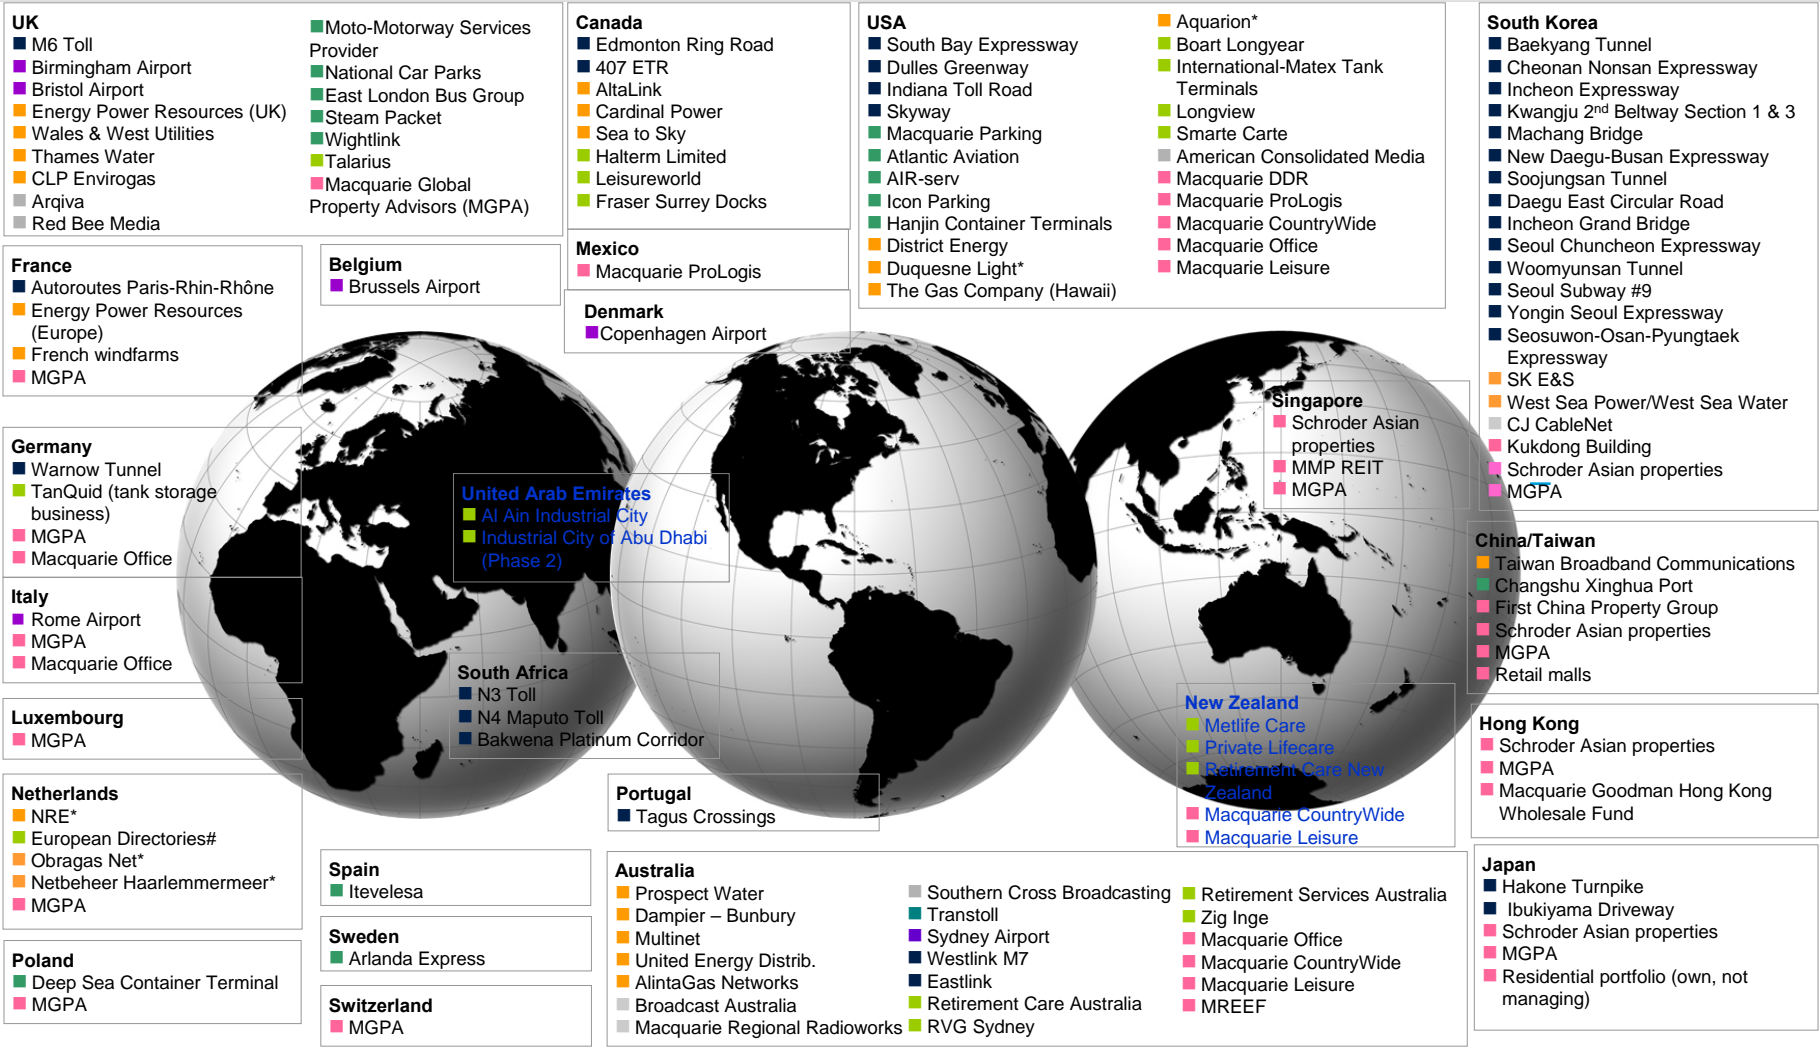 UK
M6 Toll
Birmingham Airport
Bristol Airport
Energy Power Resources (UK)
Wales & West Utilities
Thames Water
CLP Envirogas
Arqiva
Red Bee Media
Moto-Motorway Services
Provider
National Car Parks
East London Bus Group
Steam Packet
Wightlink
Talarius
Macquarie Global
Property Advisors (MGPA)
Canada
Edmonton Ring Road
407 ETR
AltaLink
Cardinal Power
Sea to Sky
Halterm Limited
Leisureworld
Fraser Surrey Docks
USA
South Bay Expressway
Dulles Greenway
Indiana Toll Road
Skyway
Macquarie Parking
Atlantic Aviation
AIR-serv
Icon Parking
Hanjin Container Terminals
District Energy
Duquesne Light*
The Gas Company (Hawaii)
Aquarion*
Boart Longyear
International-Matex Tank
Terminals
Longview
Smarte Carte
American Consolidated Media
Macquarie DDR
Macquarie ProLogis
Macquarie CountryWide
Macquarie Office
Macquarie Leisure
South Korea
Baekyang Tunnel
Cheonan Nonsan Expressway
Incheon Expressway
Kwangju 2nd Beltway Section 1 & 3
Machang Bridge
New Daegu-Busan Expressway
Soojungsan Tunnel
Daegu East Circular Road
Incheon Grand Bridge
Seoul Chuncheon Expressway
Woomyunsan Tunnel
Seoul Subway #9
Yongin Seoul Expressway
Seosuwon-Osan-Pyungtaek
Expressway
SK E&S
West Sea Power/West Sea Water
CJ CableNet
Kukdong Building
Schroder Asian properties
MGPA
France
Autoroutes Paris-Rhin-Rhône
Energy Power Resources
(Europe)
French windfarms
MGPA
Belgium
Brussels Airport
Mexico
Macquarie ProLogis
Denmark
Copenhagen Airport
Singapore
Schroder Asian
properties
MMP REIT
MGPA
Germany
Warnow Tunnel
TanQuid (tank storage
business)
MGPA
Macquarie Office
United Arab Emirates
Al Ain Industrial City
Industrial City of Abu Dhabi
(Phase 2)
China/Taiwan
Taiwan Broadband Communications
Changshu Xinghua Port
First China Property Group
Schroder Asian properties
MGPA
Retail malls
Italy
Rome Airport
MGPA
Macquarie Office
South Africa
N3 Toll
N4 Maputo Toll
Bakwena Platinum Corridor
New Zealand
Metlife Care
Private Lifecare
Retirement Care New
Zealand
Macquarie CountryWide
Macquarie Leisure
Luxembourg
MGPA
Hong Kong
Schroder Asian properties
MGPA
Macquarie Goodman Hong Kong
Wholesale Fund
Netherlands
NRE*
European Directories#
Obragas Net*
Netbeheer Haarlemmermeer*
MGPA
Portugal
Tagus Crossings
Spain
Itevelesa
Sweden
Arlanda Express
Switzerland
MGPA
Poland
Deep Sea Container Terminal
MGPA
Australia
Prospect Water
Dampier – Bunbury
Multinet
United Energy Distrib.
AlintaGas Networks
Broadcast Australia
Macquarie Regional Radioworks
Southern Cross Broadcasting
Transtoll
Sydney Airport
Westlink M7
Eastlink
Retirement Care Australia
RVG Sydney
Retirement Services Australia
Zig Inge
Macquarie Office
Macquarie CountryWide
Macquarie Leisure
MREEF
Japan
Hakone Turnpike
Ibukiyama Driveway
Schroder Asian properties
MGPA
Residential portfolio (own, not
managing)